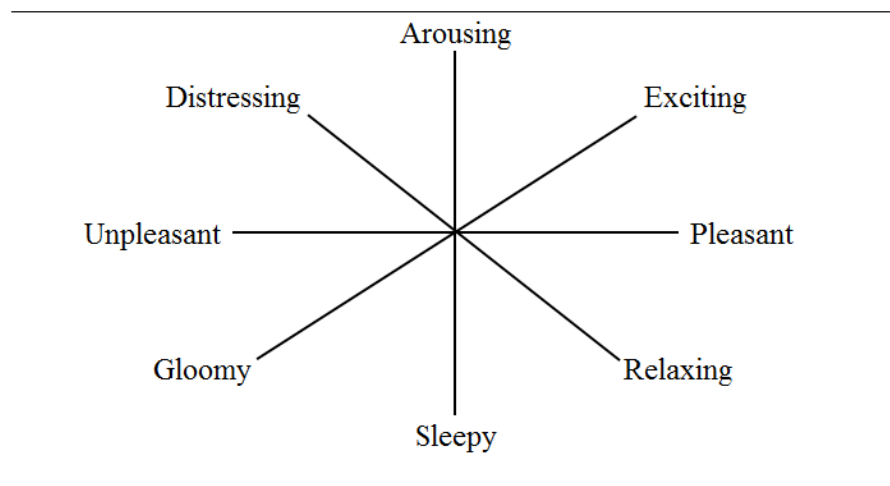 Arousing
Distressing
Exciting
Unpleasant
Pleasant
Gloomy
Relaxing
Sleepy